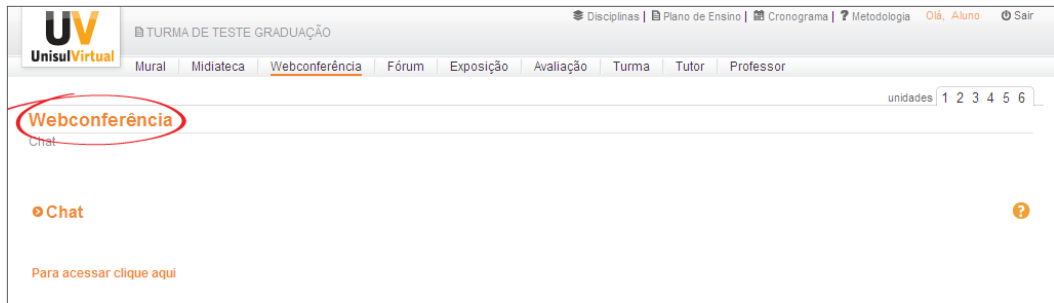 UV
UnisulVirtual
TURMA DE TESTE GRADUAÇÃO
Disciplinas | Plano de Ensino | Cronograma | ? Metodologia Olá, Aluno Sair
Mural Midiateca Webconferência Fórum Exposição Avaliação Turma Tutor Professor
unidades 1 2 3 4 5 6
Webconferência
Chat
Chat ?
Para acessar clique aqui